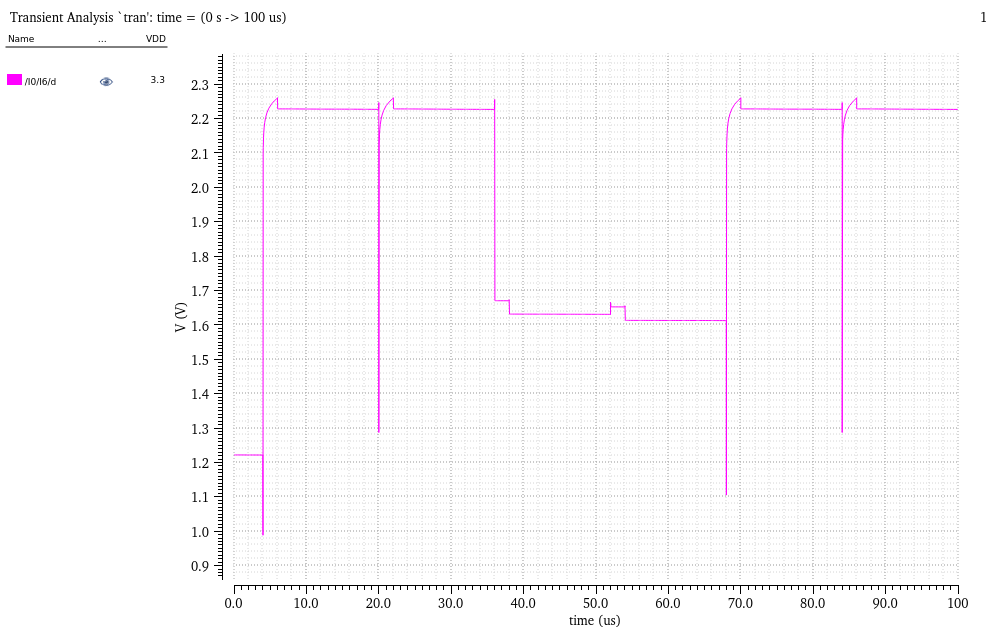 Transient Analysis `tran': time = (0 s -> 100 us)
1
Name ... VDD
/I0/I6/d 3.3
V (V)
2.3
2.2
2.1
2.0
1.9
1.8
1.7
1.6
1.5
1.4
1.3
1.2
1.1
1.0
0.9
0.0 10.0 20.0 30.0 40.0 50.0 60.0 70.0 80.0 90.0 100
time (us)